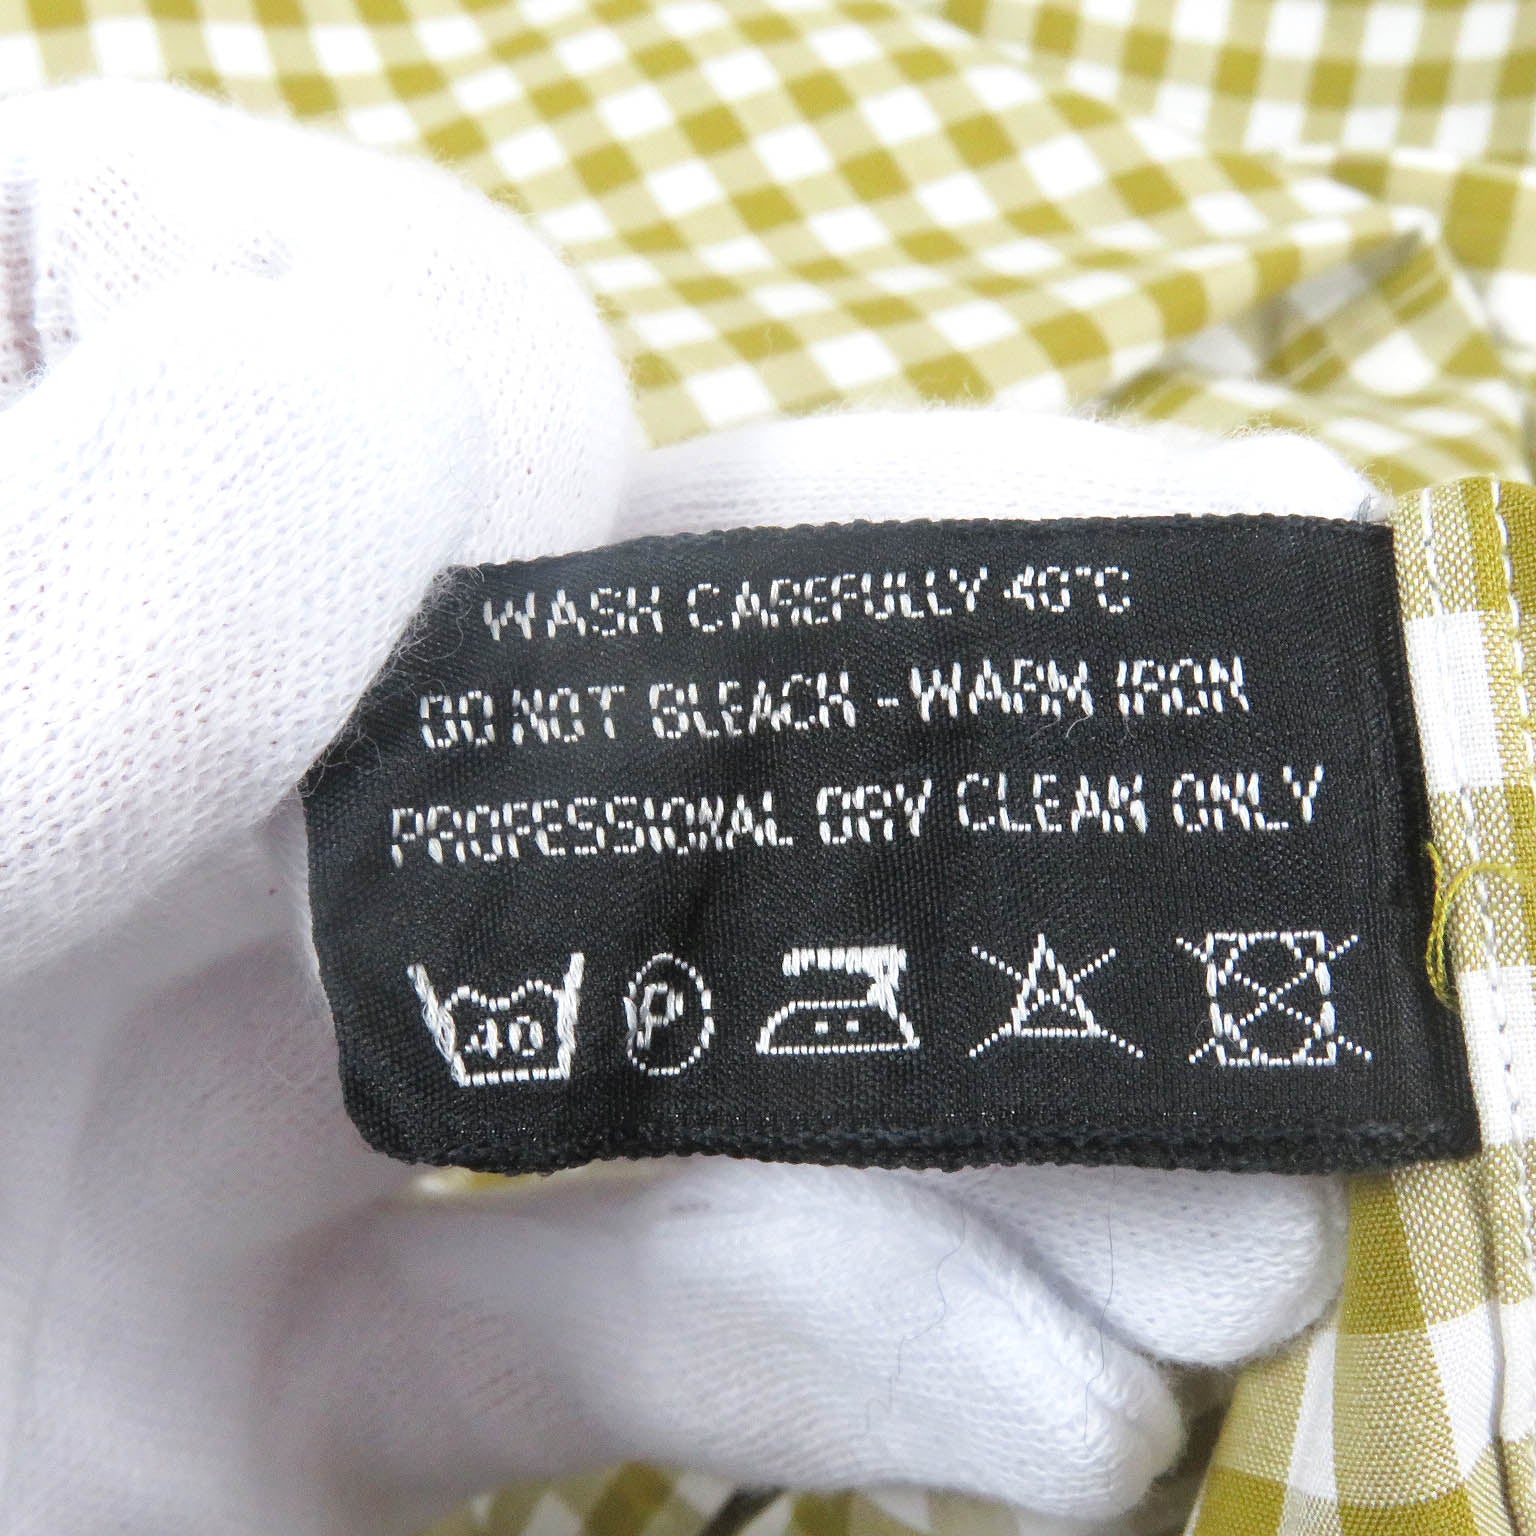 WASH CAREFULLY 40°C
DO NOT BLEACH - WARM IRON
PROFESSIONAL DRY CLEAN ONLY
40 P